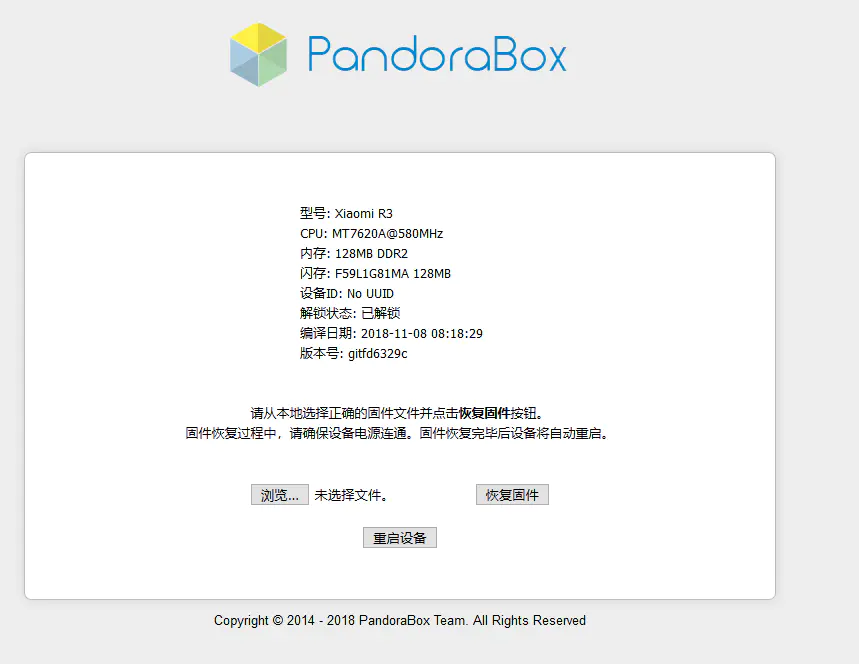 PandoraBox
型号: Xiaomi R3
CPU: MT7620A@580MHz
内存: 128MB DDR2
闪存: F59L1G81MA 128MB
设备ID: No UUID
解锁状态: 已解锁
编译日期: 2018-11-08 08:18:29
版本号: gitfd6329c
请从本地选择正确的固件文件并点击恢复固件按钮。
固件恢复过程中，请确保设备电源连通。固件恢复完毕后设备将自动重启。
浏览... 未选择文件。 恢复固件
重启设备
Copyright © 2014 - 2018 PandoraBox Team. All Rights Reserved